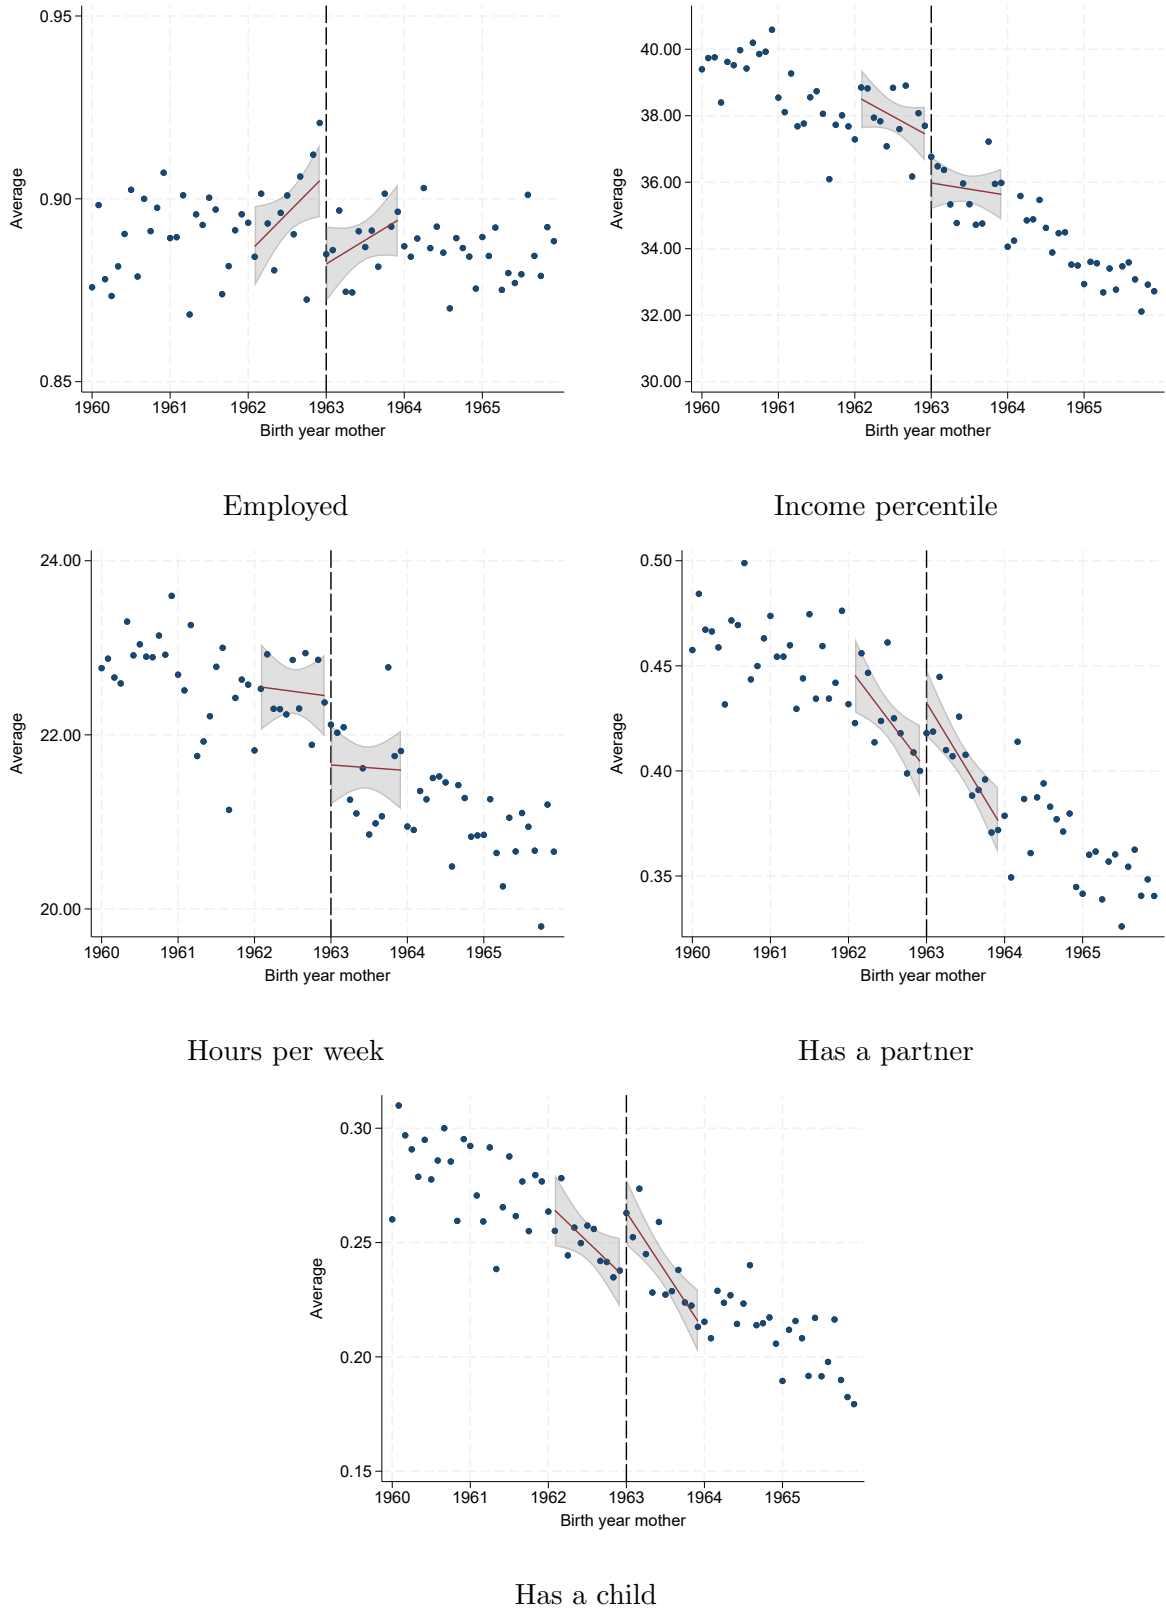 0.95
0.90
0.85
Average
1960 1961 1962 1963 1964 1965
Birth year mother
Employed
40.00
38.00
36.00
34.00
32.00
30.00
Average
1960 1961 1962 1963 1964 1965
Birth year mother
Income percentile
24.00
22.00
20.00
Average
1960 1961 1962 1963 1964 1965
Birth year mother
Hours per week
0.50
0.45
0.40
0.35
Average
1960 1961 1962 1963 1964 1965
Birth year mother
Has a partner
0.30
0.25
0.20
0.15
Average
1960 1961 1962 1963 1964 1965
Birth year mother
Has a child